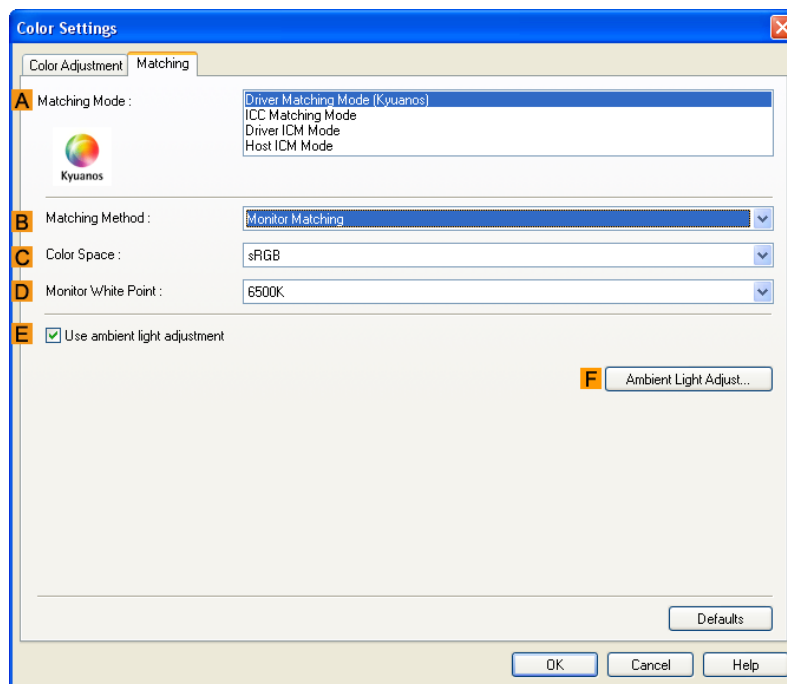 Color Settings
Color Adjustment Matching
A Matching Mode :
Driver Matching Mode (Kyuanos)
ICC Matching Mode
Driver ICM Mode
Host ICM Mode
Kyuanos
B Matching Method : Monitor Matching
C Color Space : sRGB
D Monitor White Point : 6500K
E Use ambient light adjustment
F Ambient Light Adjust...
Defaults
OK Cancel Help